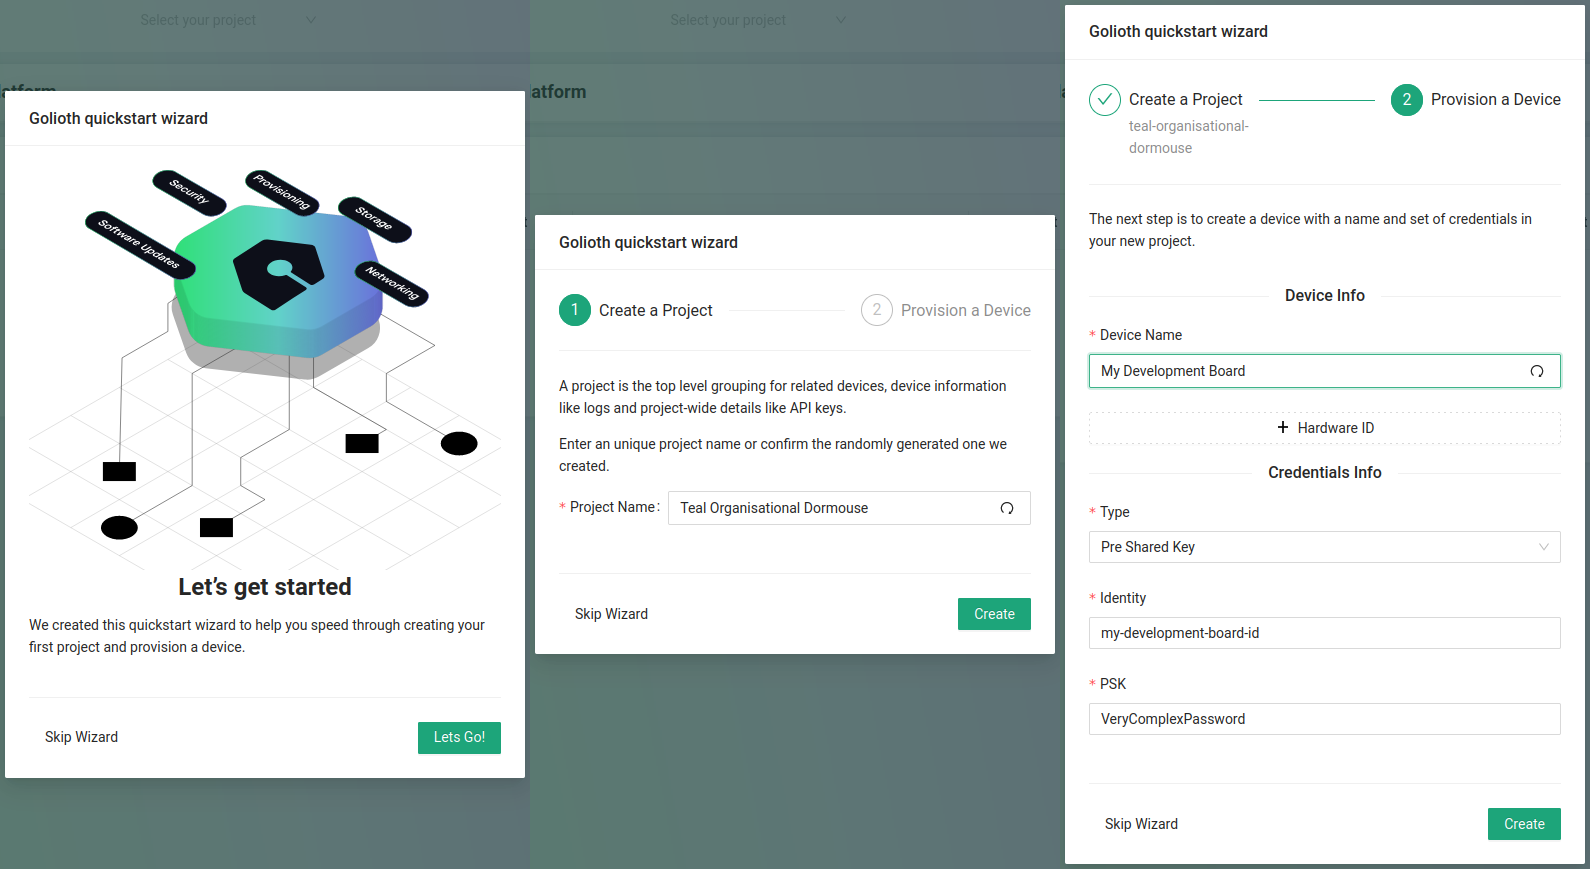 Select your project
Select your project
atform
atform
Golioth quickstart wizard
Security
Provisioning
Storage
Software Updates
Networking
Let's get started
We created this quickstart wizard to help you speed through creating your
first project and provision a device.
Skip Wizard
Lets Go!
Golioth quickstart wizard
1
Create a Project
2
Provision a Device
A project is the top level grouping for related devices, device information
like logs and project-wide details like API keys.
Enter an unique project name or confirm the randomly generated one we
created.
* Project Name:
Teal Organisational Dormouse
Skip Wizard
Create
Golioth quickstart wizard
Create a Project
teal-organisational-
dormouse
2
Provision a Device
The next step is to create a device with a name and set of credentials in
your new project.
Device Info
* Device Name
My Development Board
+ Hardware ID
Credentials Info
* Type
Pre Shared Key
* Identity
my-development-board-id
* PSK
VeryComplexPassword
Skip Wizard
Create